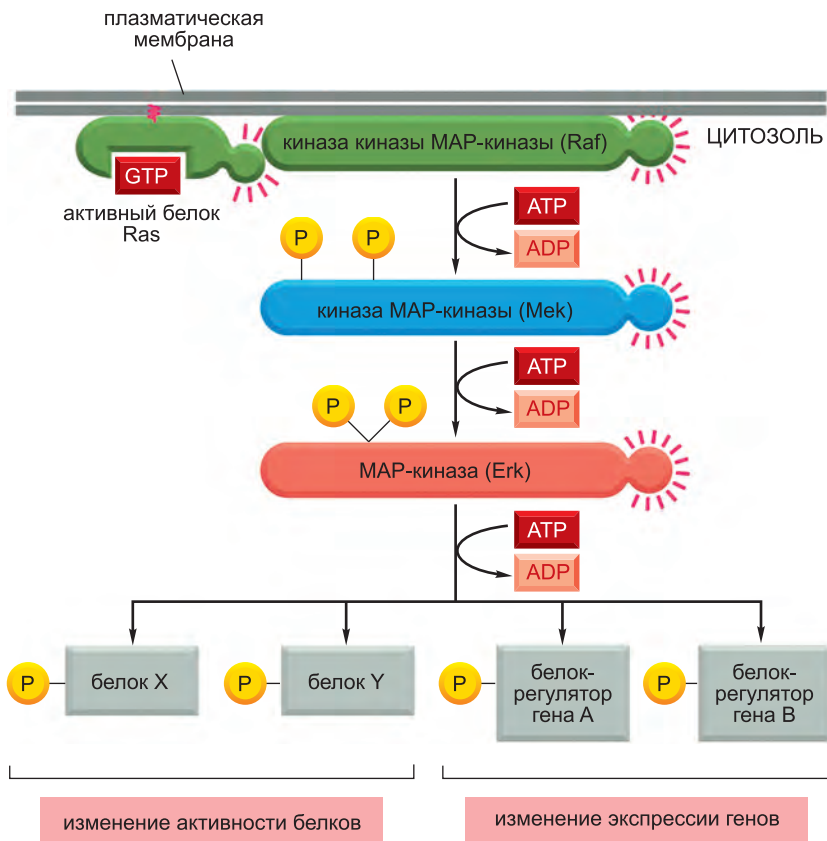 плазматическая
мембрана
киназа киназы MAP-киназы (Raf)
ЦИТОЗОЛЬ
GTP
активный белок
Ras
ATP
ADP
P
P
киназа MAP-киназы (Mek)
ATP
ADP
P
P
MAP-киназа (Erk)
ATP
ADP
P
белок X
P
белок Y
P
белок-
регулятор
гена A
P
белок-
регулятор
гена B
изменение активности белков
изменение экспрессии генов